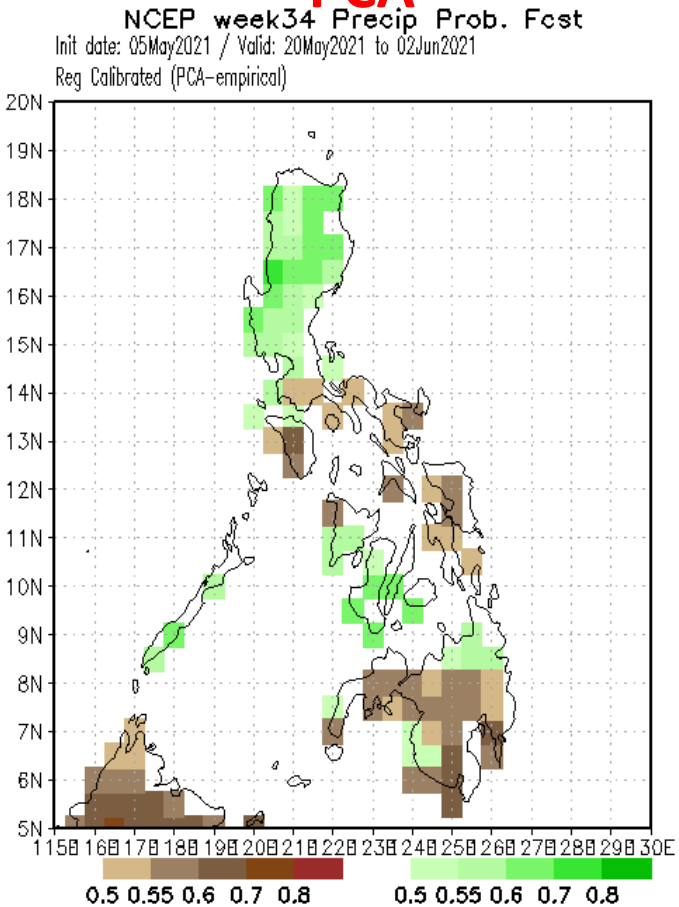 PCA
NCEP week34 Precip Prob. Fcst
Init date: 05May2021 / Valid: 20May2021 to 02Jun2021
Reg Calibrated (PCA-empirical)
20N
19N
18N
17N
16N
15N
14N
13N
12N
11N
10N
9N
8N
7N
6N
5N
0.5 0.55 0.6 0.7 0.8 0.5 0.55 0.6 0.7 0.8